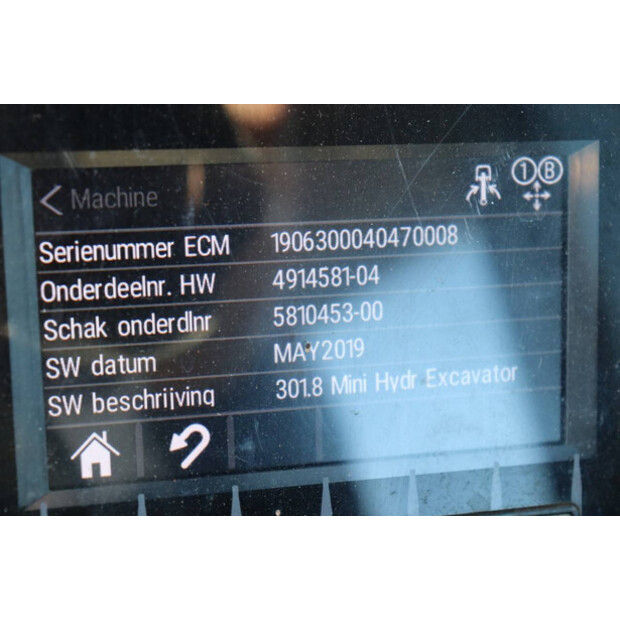 < Machine
1 B
Serienummer ECM 1906300040470008
Onderdeelnr. HW 4914581-04
Schak onderdlnr 5810453-00
SW datum MAY2019
SW beschrijving 301.8 Mini Hydr Excavator